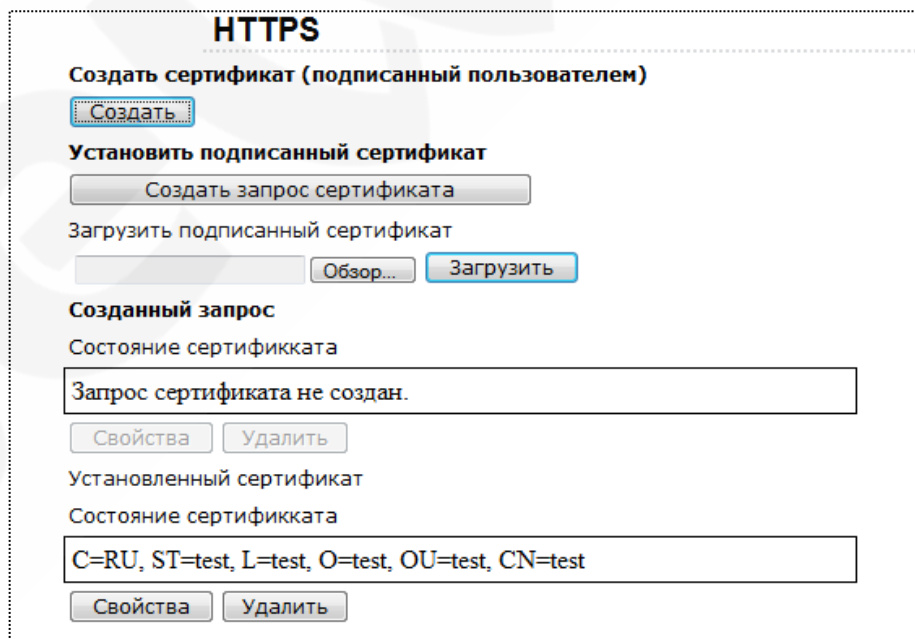 HTTPS
Создать сертификат (подписанный пользователем)
Создать
Установить подписанный сертификат
Создать запрос сертификата
Загрузить подписанный сертификат
Обзор... Загрузить
Созданный запрос
Состояние сертификката
Запрос сертификата не создан.
Свойства Удалить
Установленный сертификат
Состояние сертификката
C=RU, ST=test, L=test, O=test, OU=test, CN=test
Свойства Удалить